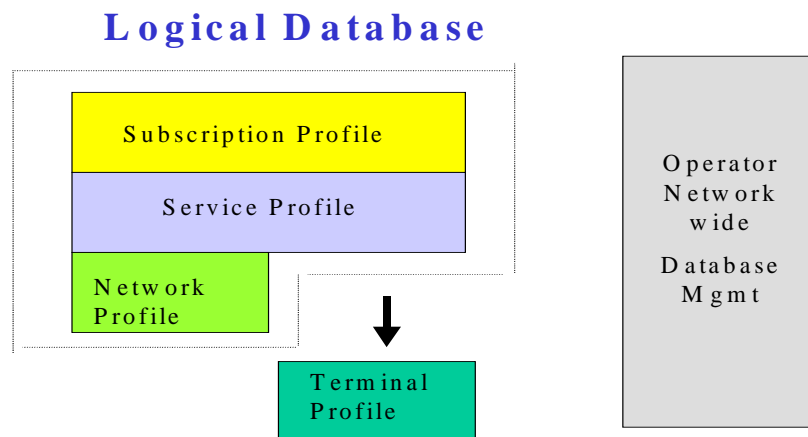 Logical Database
Subscription Profile
Service Profile
Network
Profile
Terminal
Profile
Operator
Network
wide
Database
Mgmt